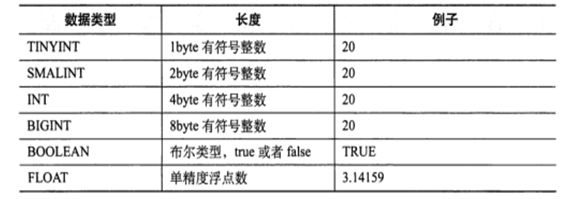 数据类型 长度 例子
TINYINT 1byte 有符号整数 20
SMALINT 2byte 有符号整数 20
INT 4byte 有符号整数 20
BIGINT 8byte 有符号整数 20
BOOLEAN 布尔类型，true 或者 false TRUE
FLOAT 单精度浮点数 3.14159